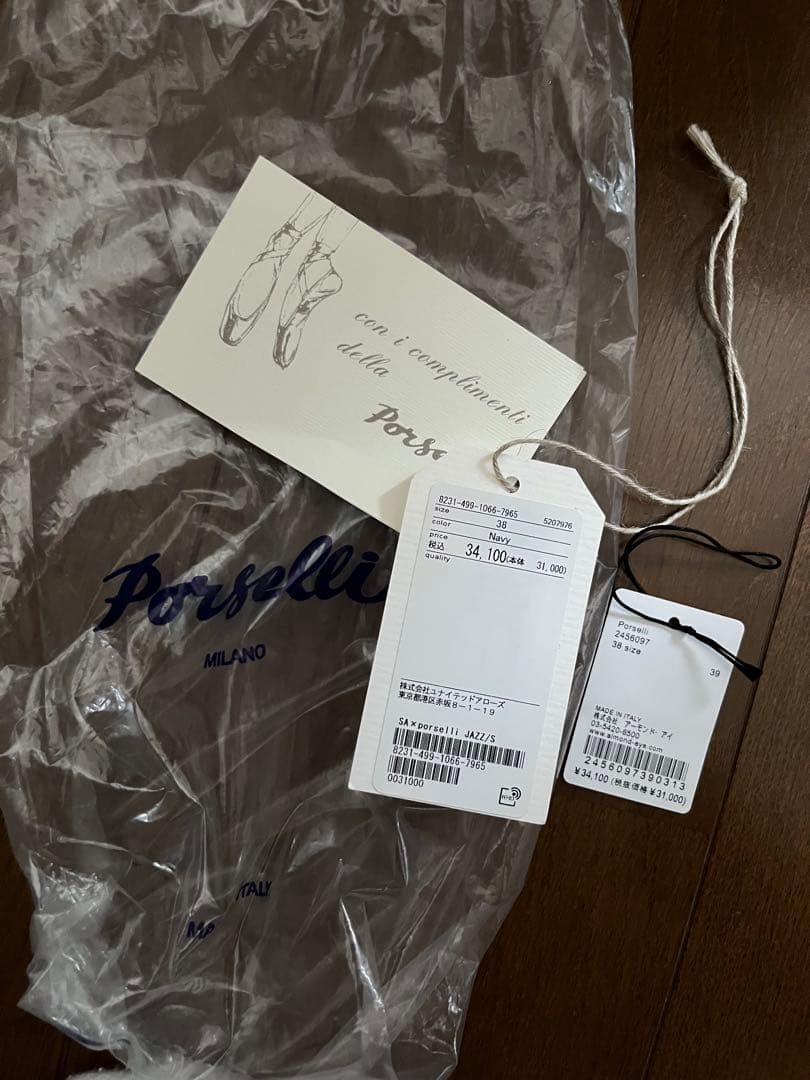 con i complimenti
della
Porse
Porselli
MILANO
ITALY
8231-499-1066-7965
size 38 5207976
color Navy
price
税込 34,100(本体 31,000)
quality
株式会社ユナイテッドアローズ
東京都港区赤坂8-1-19
SA×porselli JAZZ/S
8231-499-1066-7965
0031000
Porselli
2456097
38 size
39
MADE IN ITALY
株式会社 アーモンド・アイ
03-5420-6500
www.almond-eye.com
2456097390313
¥34,100(税抜価格¥31,000)